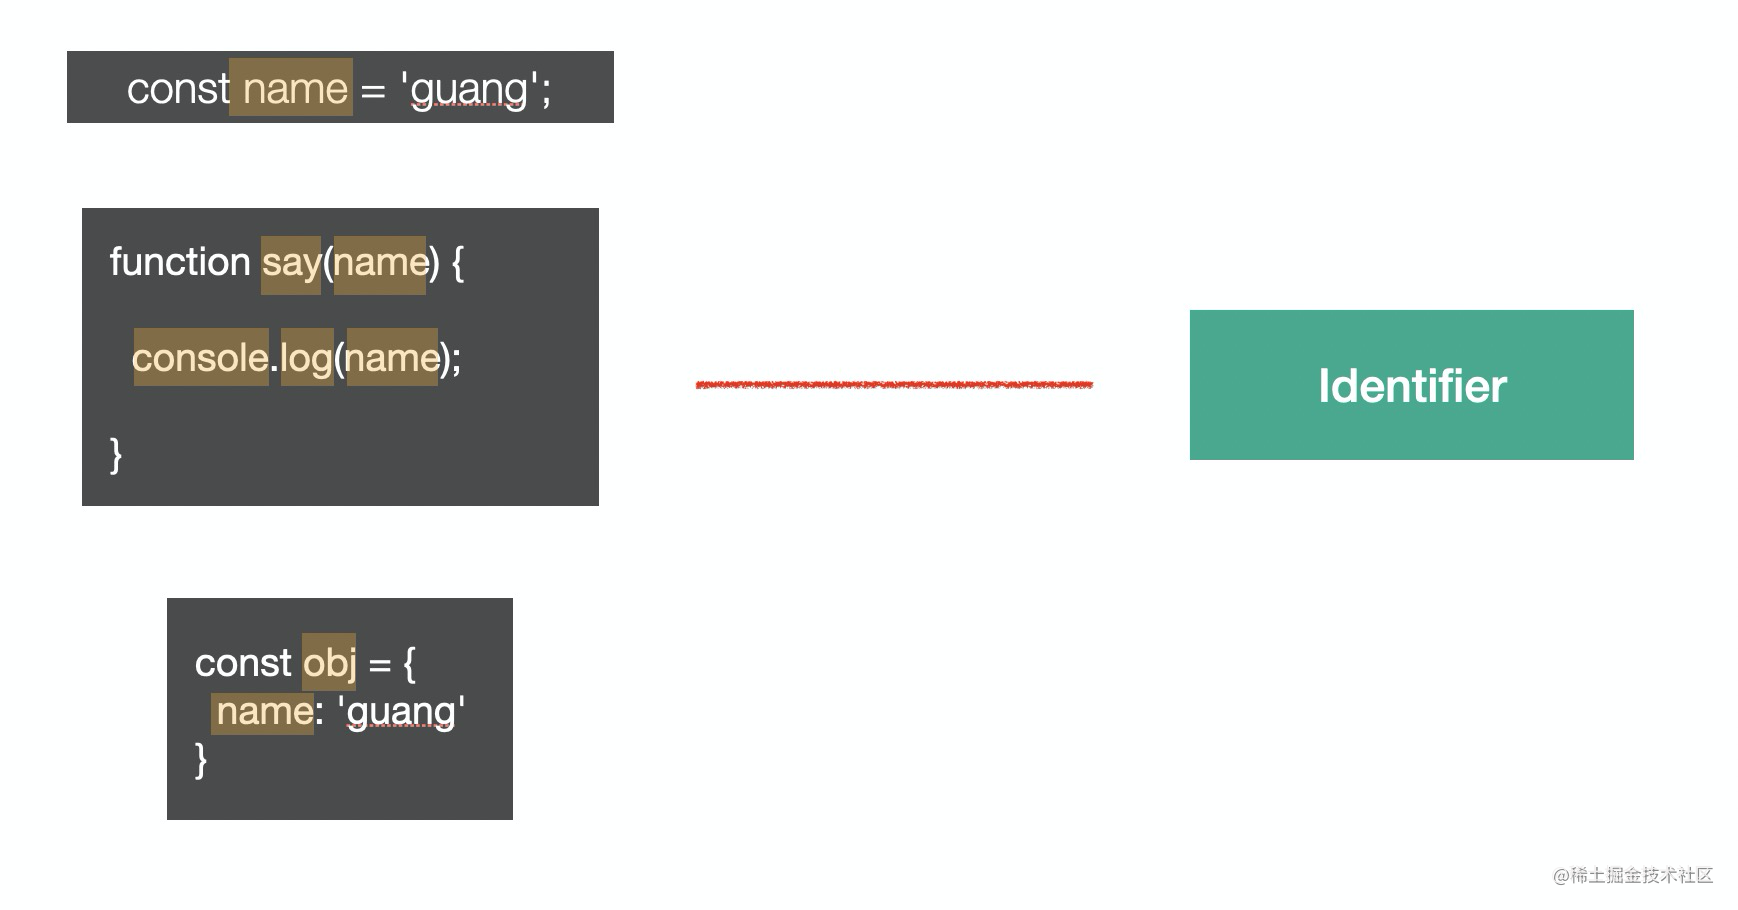 const name = 'guang';
function say(name) {
console.log(name);
}
const obj = {
name: 'guang'
}
Identifier
@稀土掘金技术社区